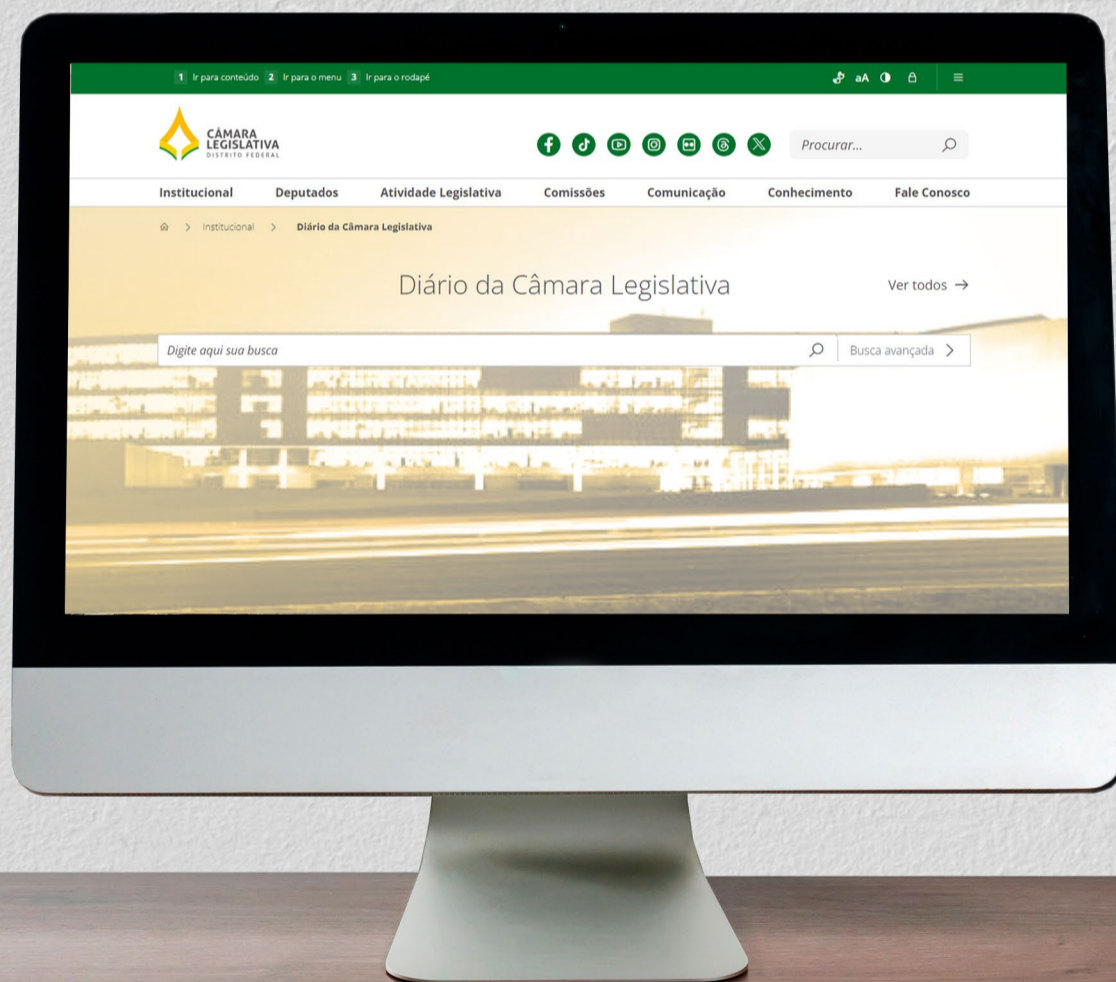 1 Ir para conteúdo 2 Ir para o menu 3 Ir para o rodapé
aA
CÂMARA
LEGISLATIVA
DISTRITO FEDERAL
Procurar...
Institucional Deputados Atividade Legislativa Comissões Comunicação Conhecimento Fale Conosco
Institucional > Diário da Câmara Legislativa
Diário da Câmara Legislativa
Ver todos →
Digite aqui sua busca
Busca avançada >